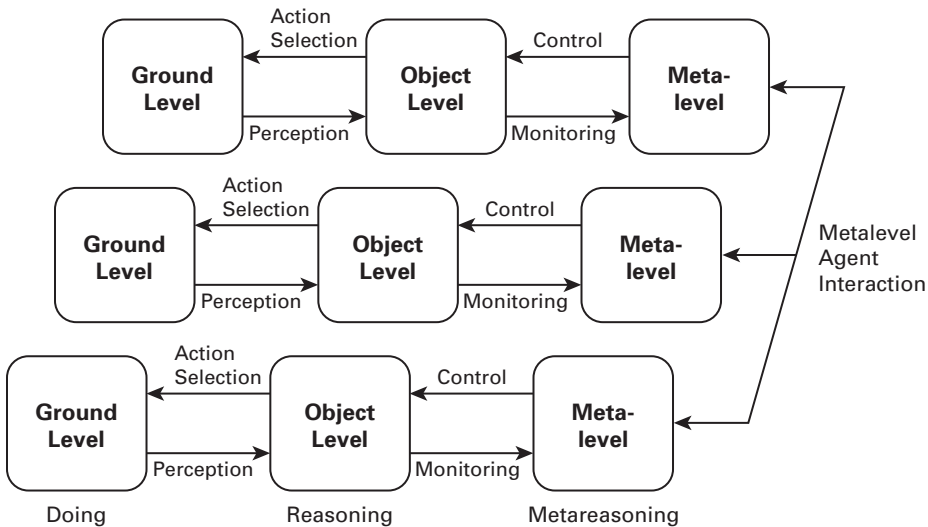 Action
Selection
Control
Ground
Level
Object
Level
Meta-
level
Perception
Monitoring
Action
Selection
Control
Ground
Level
Object
Level
Meta-
level
Perception
Monitoring
Metalevel
Agent
Interaction
Action
Selection
Control
Ground
Level
Object
Level
Meta-
level
Perception
Monitoring
Doing
Reasoning
Metareasoning